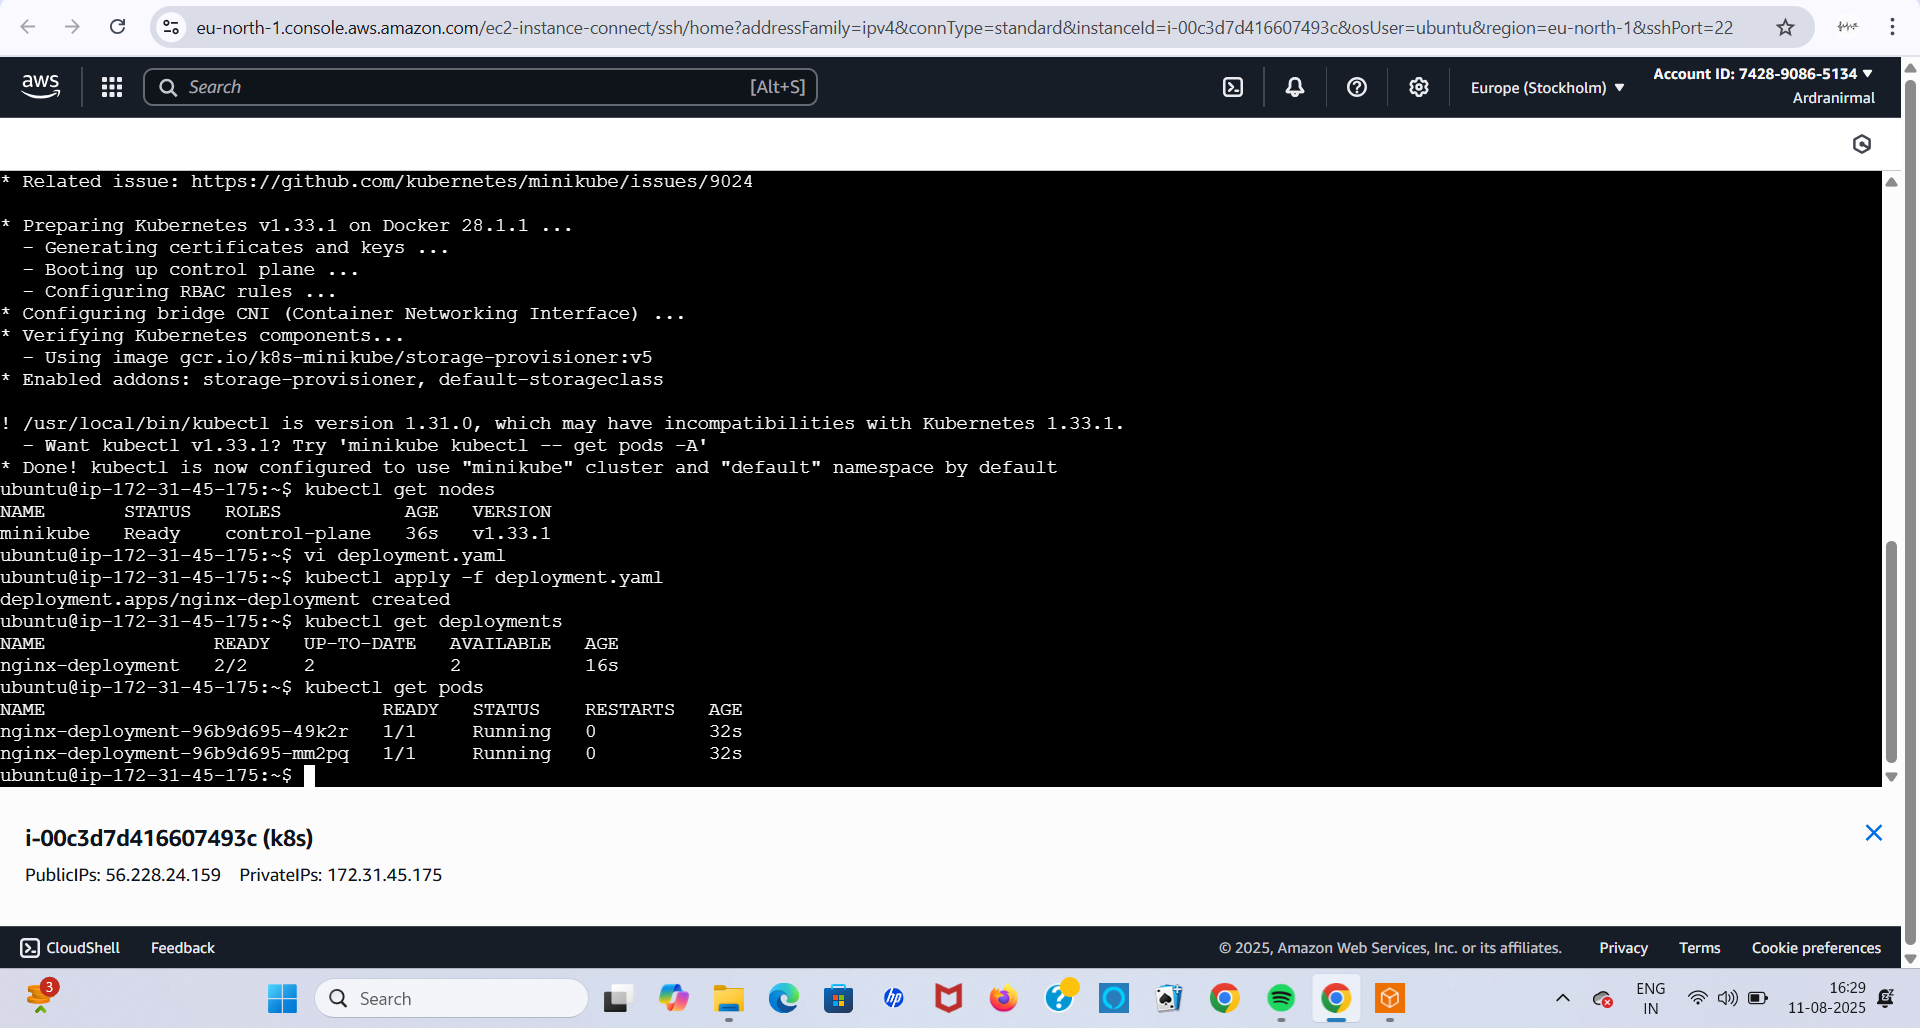 eu-north-1.console.aws.amazon.com/ec2-instance-connect/ssh/home?addressFamily=ipv4&connType=standard&instanceId=i-00c3d7d416607493c&osUser=ubuntu&region=eu-north-1&sshPort=22
aws
Search
[Alt+S]
Europe (Stockholm)
Account ID: 7428-9086-5134
Ardranirmal
* Related issue: https://github.com/kubernetes/minikube/issues/9024
* Preparing Kubernetes v1.33.1 on Docker 28.1.1 ...
  - Generating certificates and keys ...
  - Booting up control plane ...
  - Configuring RBAC rules ...
* Configuring bridge CNI (Container Networking Interface) ...
* Verifying Kubernetes components...
  - Using image gcr.io/k8s-minikube/storage-provisioner:v5
* Enabled addons: storage-provisioner, default-storageclass
! /usr/local/bin/kubectl is version 1.31.0, which may have incompatibilities with Kubernetes 1.33.1.
  - Want kubectl v1.33.1? Try 'minikube kubectl -- get pods -A'
* Done! kubectl is now configured to use "minikube" cluster and "default" namespace by default
ubuntu@ip-172-31-45-175:~$ kubectl get nodes
NAME       STATUS   ROLES           AGE   VERSION
minikube   Ready    control-plane   36s   v1.33.1
ubuntu@ip-172-31-45-175:~$ vi deployment.yaml
ubuntu@ip-172-31-45-175:~$ kubectl apply -f deployment.yaml
deployment.apps/nginx-deployment created
ubuntu@ip-172-31-45-175:~$ kubectl get deployments
NAME               READY   UP-TO-DATE   AVAILABLE   AGE
nginx-deployment   2/2     2            2           16s
ubuntu@ip-172-31-45-175:~$ kubectl get pods
NAME                              READY   STATUS    RESTARTS   AGE
nginx-deployment-96b9d695-49k2r   1/1     Running   0          32s
nginx-deployment-96b9d695-mm2pq   1/1     Running   0          32s
ubuntu@ip-172-31-45-175:~$
i-00c3d7d416607493c (k8s)
PublicIPs: 56.228.24.159 PrivateIPs: 172.31.45.175
CloudShell Feedback © 2025, Amazon Web Services, Inc. or its affiliates. Privacy Terms Cookie preferences
3
Search
hp
ENG
IN
16:29
11-08-2025